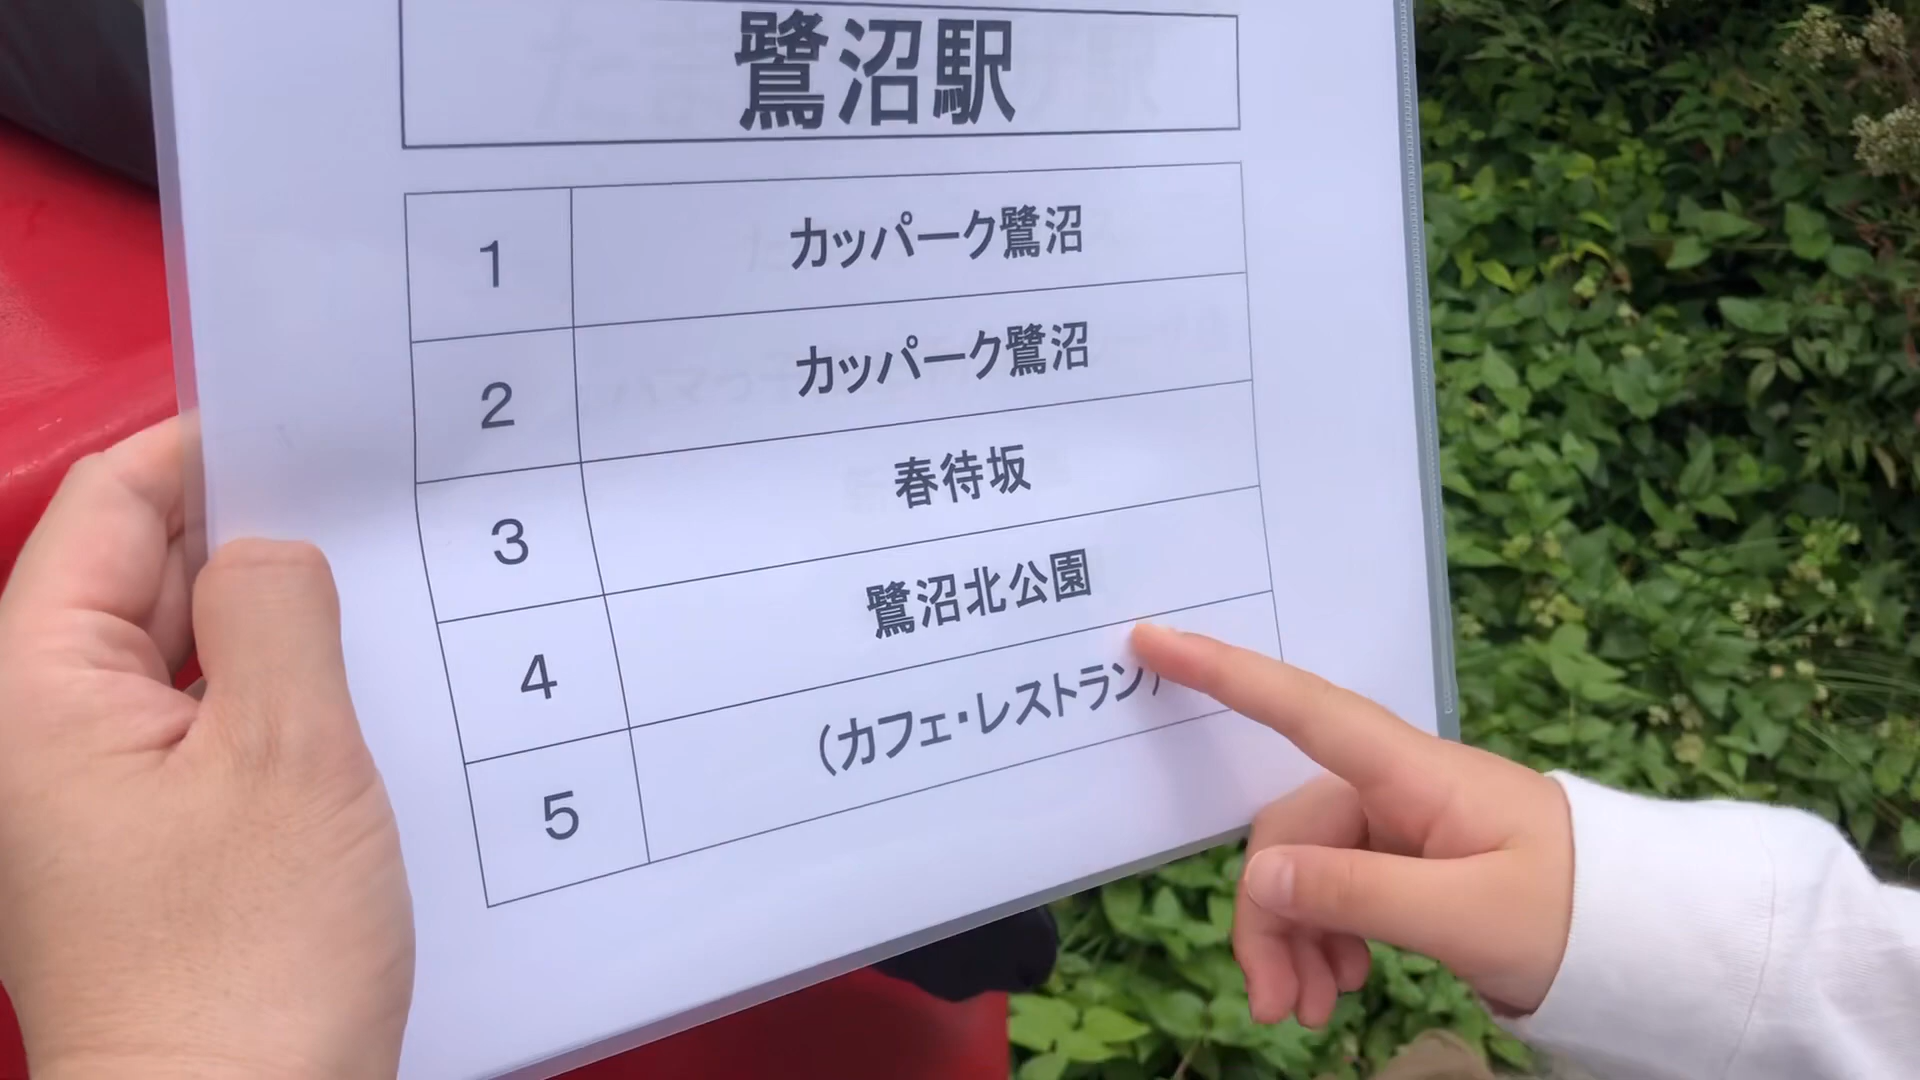 鷺沼駅
1 カッパーク鷺沼
2 カッパーク鷺沼
3 春待坂
4 鷺沼北公園
5 (カフェ・レストラン)